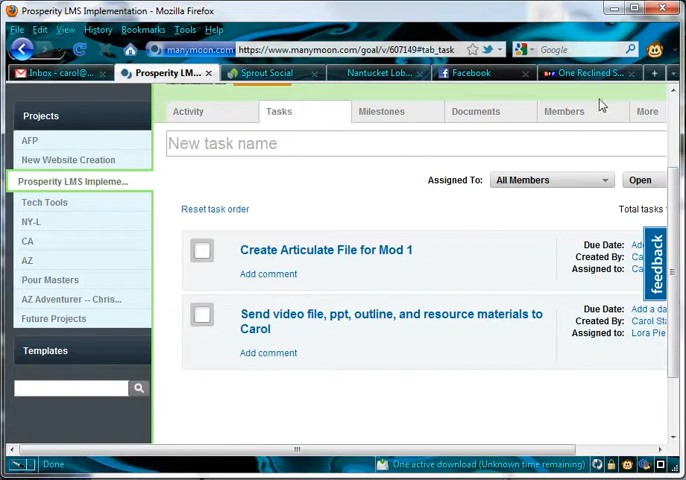 Prosperity LMS Implementation - Mozilla Firefox
File Edit View History Bookmarks Tools Help
manymoon.com https://www.manymoon.com/goal/v/607149#tab_task Google
Inbox - carol@... Prosperity LM... Sprout Social Nantucket Lob... Facebook One Reclined S...
Projects
Activity Tasks Milestones Documents Members More
AFP
New task name
New Website Creation
Prosperity LMS Impleme...
Assigned To: All Members Open
Tech Tools
Reset task order Total tasks
NY-L
CA
Create Articulate File for Mod 1
Due Date:
Created By:
Assigned to:
AZ
Add comment
Pour Masters
AZ Adventurer -- Chris...
Future Projects
Send video file, ppt, outline, and resource materials to
Carol
Due Date: Add a da
Created By: Carol Sta
Assigned to: Lora Pie
Add comment
feedback
Templates
Done One active download (Unknown time remaining)